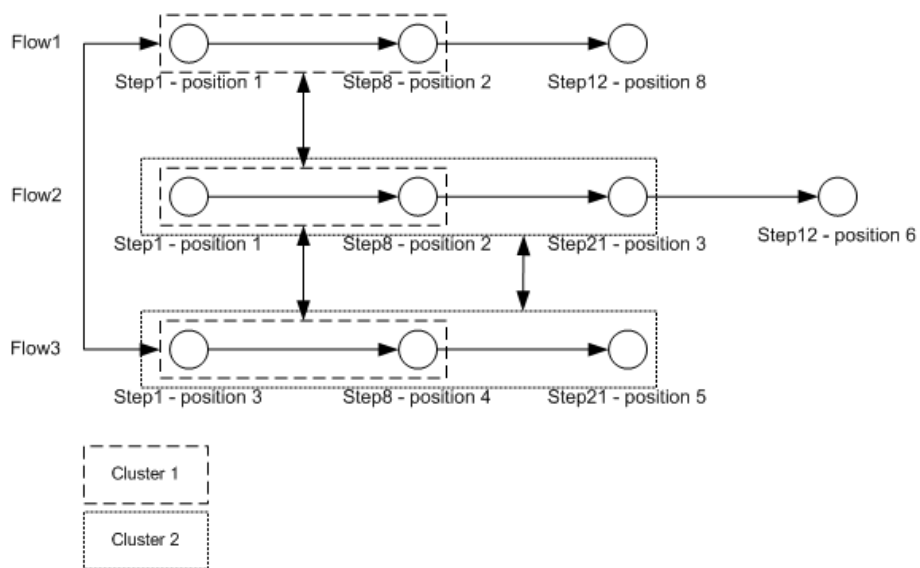 Flow1
Step1 - position 1 Step8 - position 2 Step12 - position 8
Flow2
Step1 - position 1 Step8 - position 2 Step21 - position 3 Step12 - position 6
Flow3
Step1 - position 3 Step8 - position 4 Step21 - position 5
Cluster 1
Cluster 2